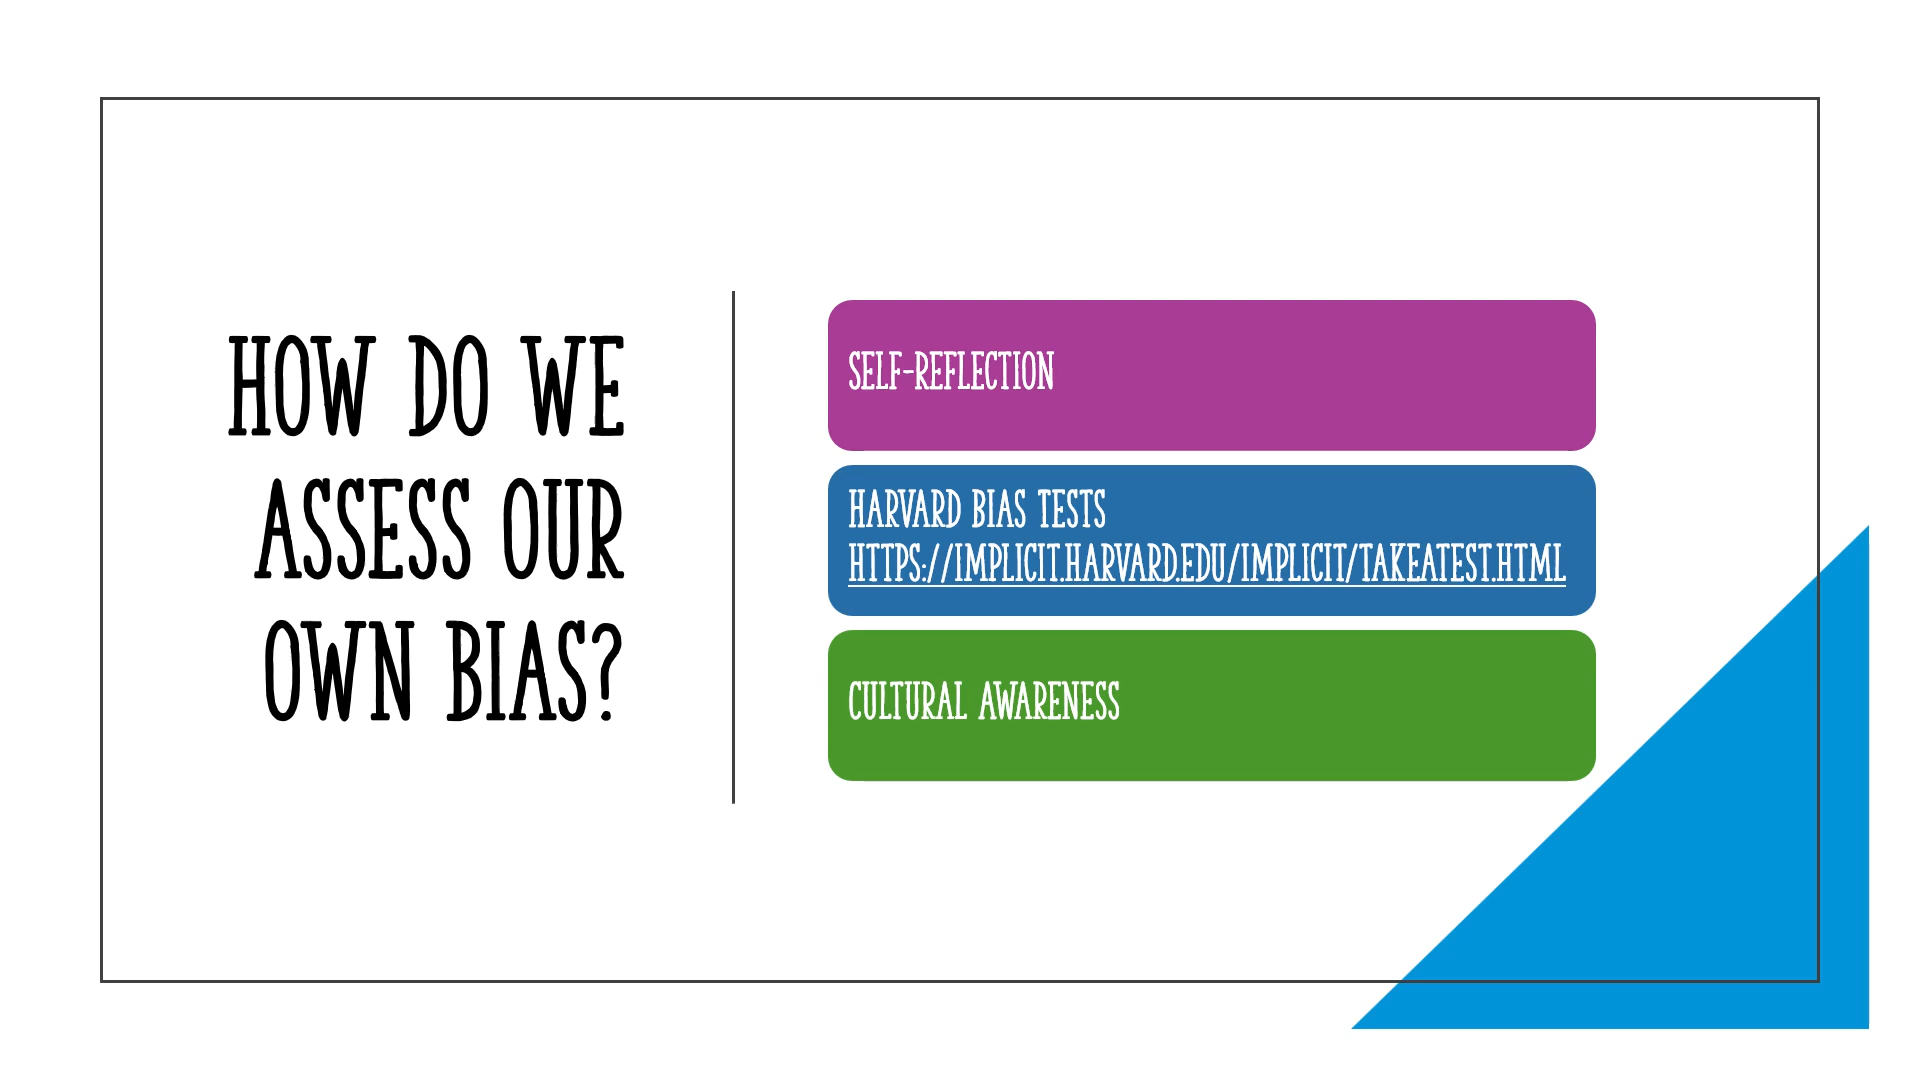 HOW DO WE
ASSESS OUR
OWN BIAS?
SELF-REFLECTION
HARVARD BIAS TESTS
HTTPS://IMPLICIT.HARVARD.EDU/IMPLICIT/TAKEATEST.HTML
CULTURAL AWARENESS